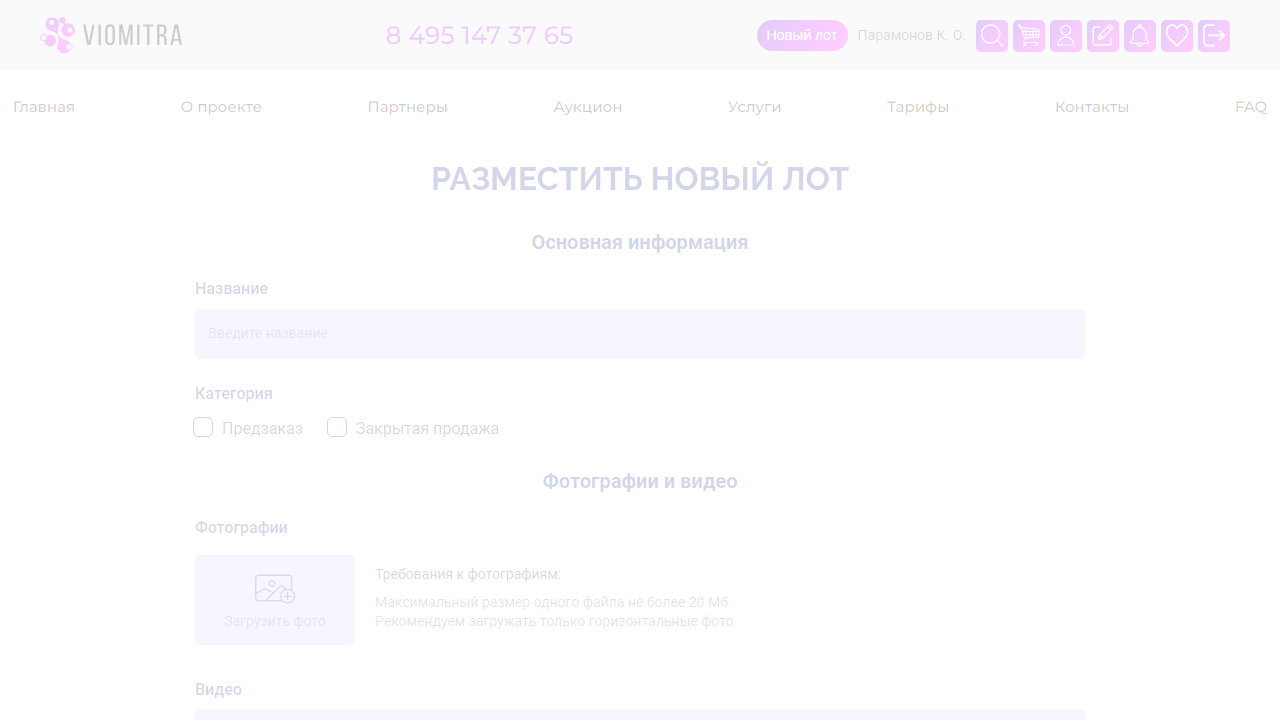 VIOMITRA
8 495 147 37 65
Новый лот
Парамонов К. О.
Главная
О проекте
Партнеры
Аукцион
Услуги
Тарифы
Контакты
FAQ
РАЗМЕСТИТЬ НОВЫЙ ЛОТ
Основная информация
Название
Введите название
Категория
Предзаказ
Закрытая продажа
Фотографии и видео
Фотографии
Загрузить фото
Требования к фотографиям:
Максимальный размер одного файла не более 20 Мб
Рекомендуем загружать только горизонтальные фото
Видео